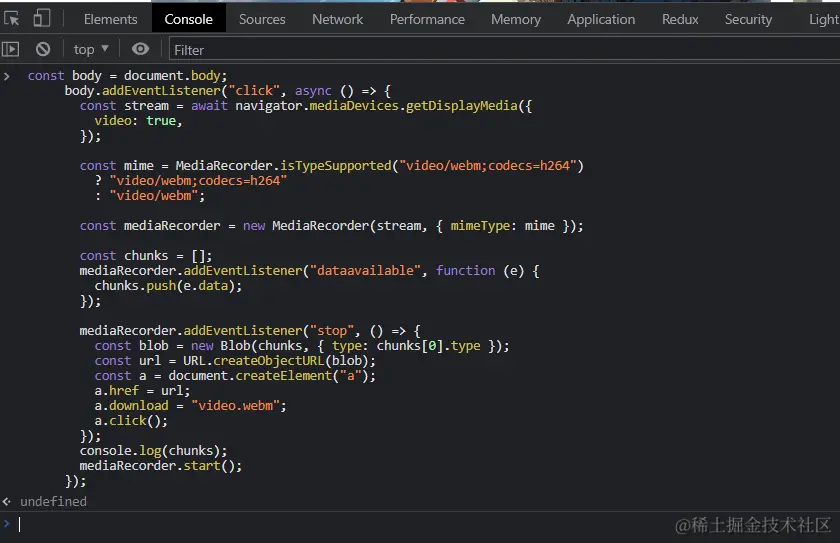 Elements Console Sources Network Performance Memory Application Redux Security Light
top Filter
const body = document.body;
body.addEventListener("click", async () => {
const stream = await navigator.mediaDevices.getDisplayMedia({
video: true,
});
const mime = MediaRecorder.isTypeSupported("video/webm;codecs=h264")
? "video/webm;codecs=h264"
: "video/webm";
const mediaRecorder = new MediaRecorder(stream, { mimeType: mime });
const chunks = [];
mediaRecorder.addEventListener("dataavailable", function (e) {
chunks.push(e.data);
});
mediaRecorder.addEventListener("stop", () => {
const blob = new Blob(chunks, { type: chunks[0].type });
const url = URL.createObjectURL(blob);
const a = document.createElement("a");
a.href = url;
a.download = "video.webm";
a.click();
});
console.log(chunks);
mediaRecorder.start();
});
undefined
@稀土掘金技术社区